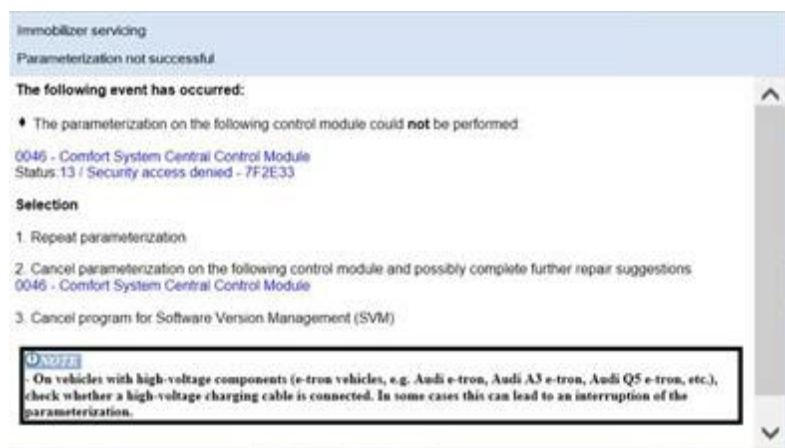 Immobilizer servicing
Parameterization not successful
The following event has occurred:
♦ The parameterization on the following control module could not be performed
0046 - Comfort System Central Control Module
Status:13 / Security access denied - 7F2E33
Selection
1. Repeat parameterization
2. Cancel parameterization on the following control module and possibly complete further repair suggestions
0046 - Comfort System Central Control Module
3. Cancel program for Software Version Management (SVM)
NOTE
- On vehicles with high-voltage components (e-tron vehicles, e.g. Audi e-tron, Audi A3 e-tron, Audi Q5 e-tron, etc.),
check whether a high-voltage charging cable is connected. In some cases this can lead to an interruption of the
parameterization.